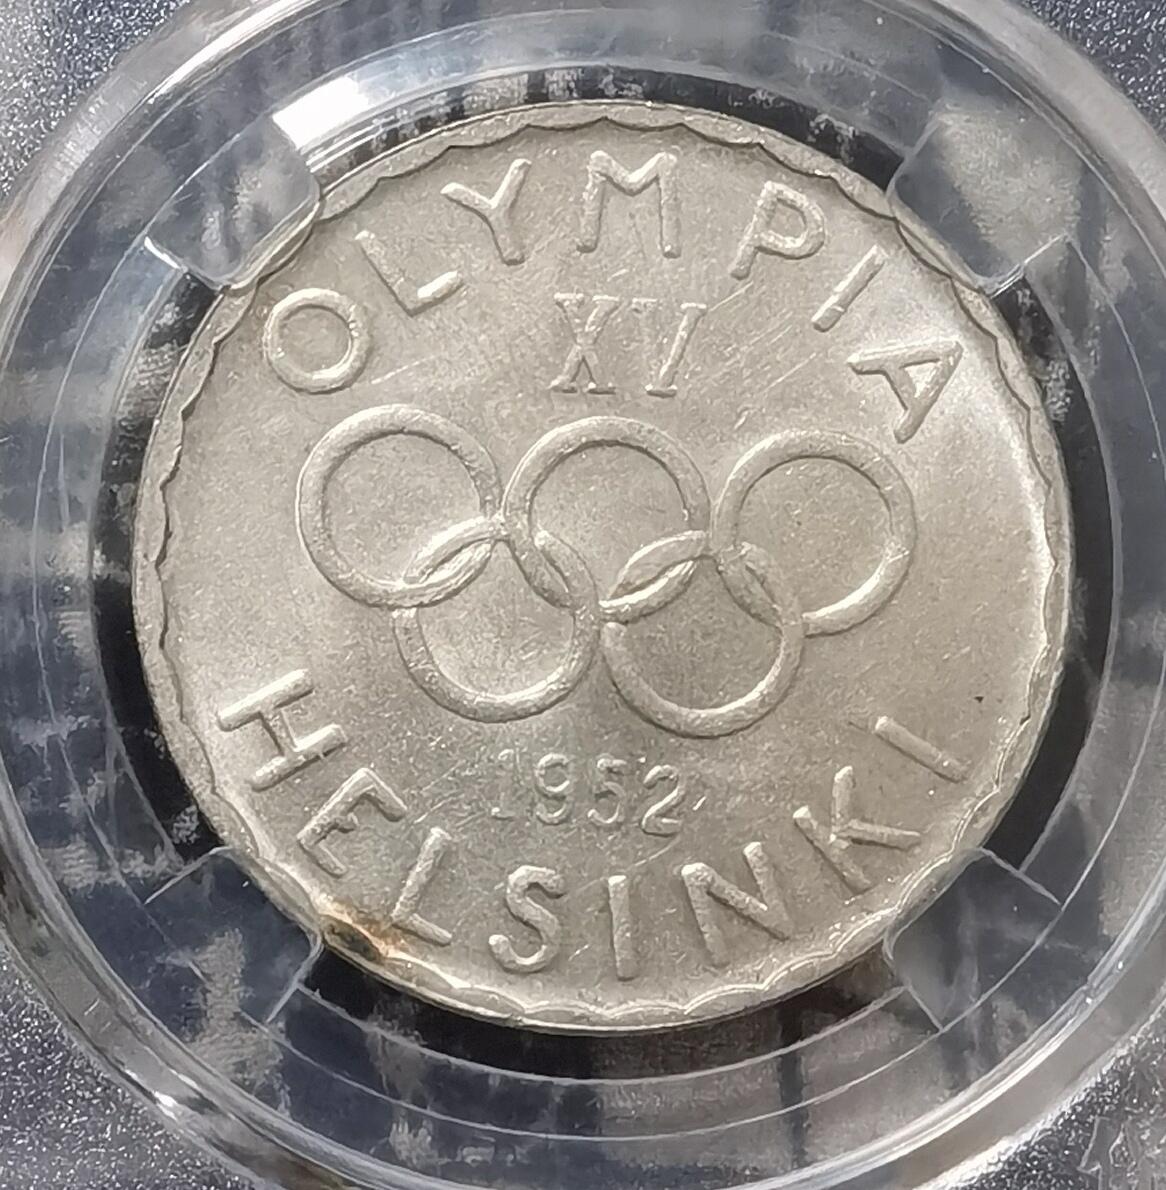 OLYMPIA
XV
1952
HELSINKI